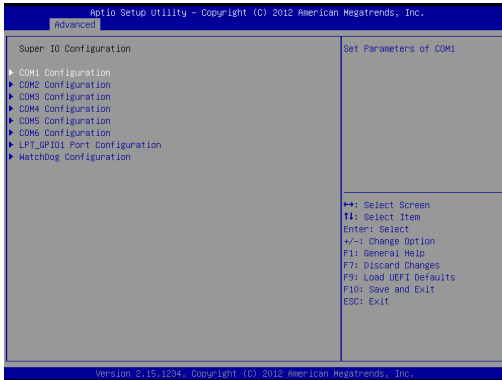 Aptio Setup Utility – Copyright (C) 2012 American Megatrends, Inc.
Advanced
Super IO Configuration
COM1 Configuration
COM2 Configuration
COM3 Configuration
COM4 Configuration
COM5 Configuration
COM6 Configuration
LPT_GPIO1 Port Configuration
WatchDog Configuration
Set Parameters of COM1
↔: Select Screen
↑↓: Select Item
Enter: Select
+/-: Change Option
F1: General Help
F7: Discard Changes
F9: Load UEFI Defaults
F10: Save and Exit
ESC: Exit
Version 2.15.1234. Copyright (C) 2012 American Megatrends, Inc.